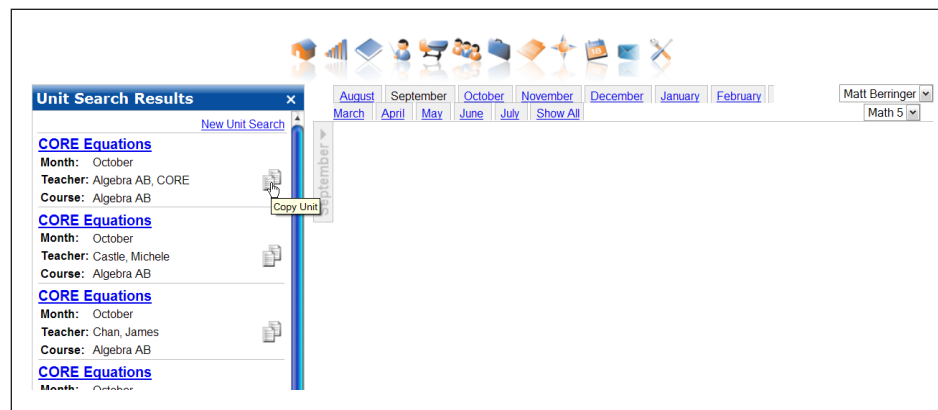 18
Unit Search Results ×
New Unit Search
CORE Equations
Month: October
Teacher: Algebra AB, CORE
Course: Algebra AB
Copy Unit
CORE Equations
Month: October
Teacher: Castle, Michele
Course: Algebra AB
CORE Equations
Month: October
Teacher: Chan, James
Course: Algebra AB
CORE Equations
Month: October
August September October November December January February
March April May June July Show All
Matt Berringer
Math 5
September